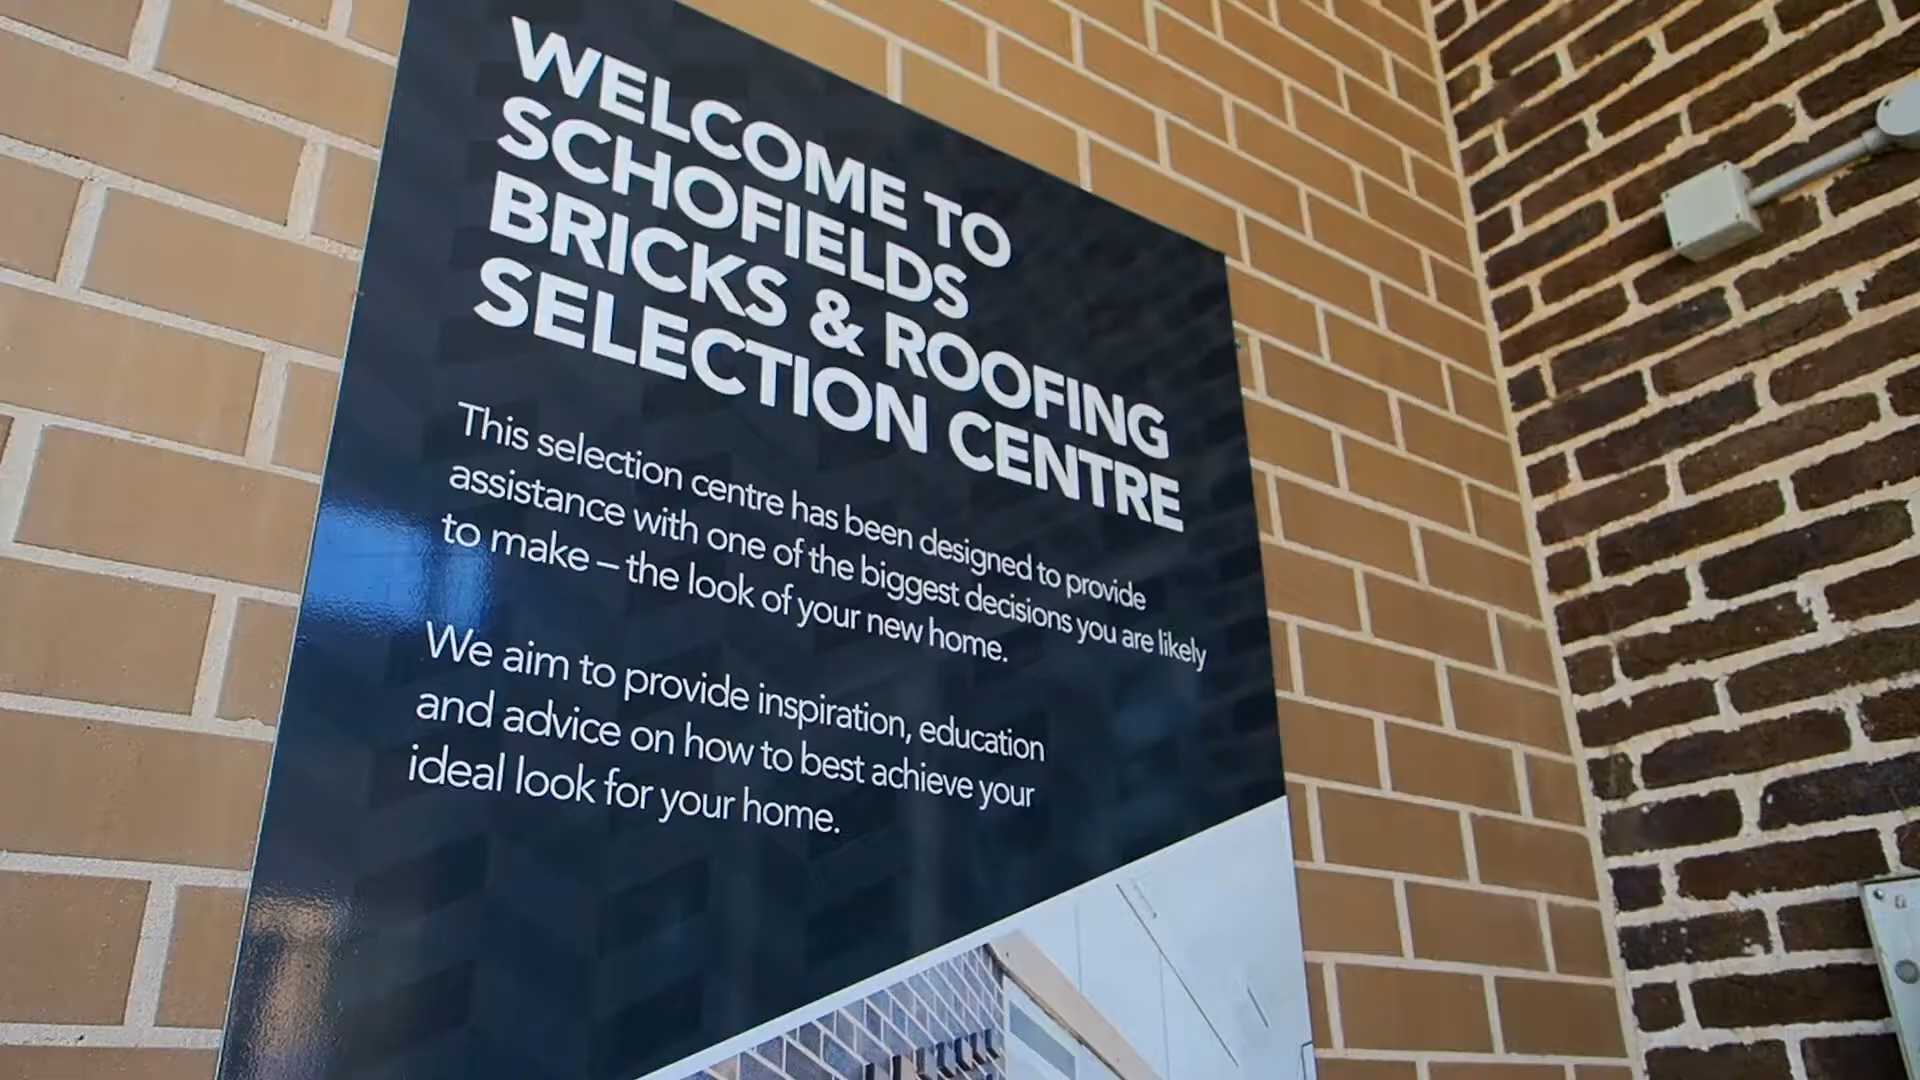 WELCOME TO
SCHOFIELDS
BRICKS & ROOFING
SELECTION CENTRE
This selection centre has been designed to provide
assistance with one of the biggest decisions you are likely
to make – the look of your new home.
We aim to provide inspiration, education
and advice on how to best achieve your
ideal look for your home.